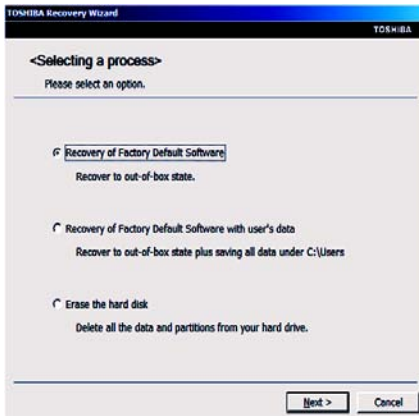 TOSHIBA Recovery Wizard
TOSHIBA
<Selecting a process>
Please select an option.
Recovery of Factory Default Software
Recover to out-of-box state.
Recovery of Factory Default Software with user's data
Recover to out-of-box state plus saving all data under C:\Users
Erase the hard disk
Delete all the data and partitions from your hard drive.
Next > Cancel